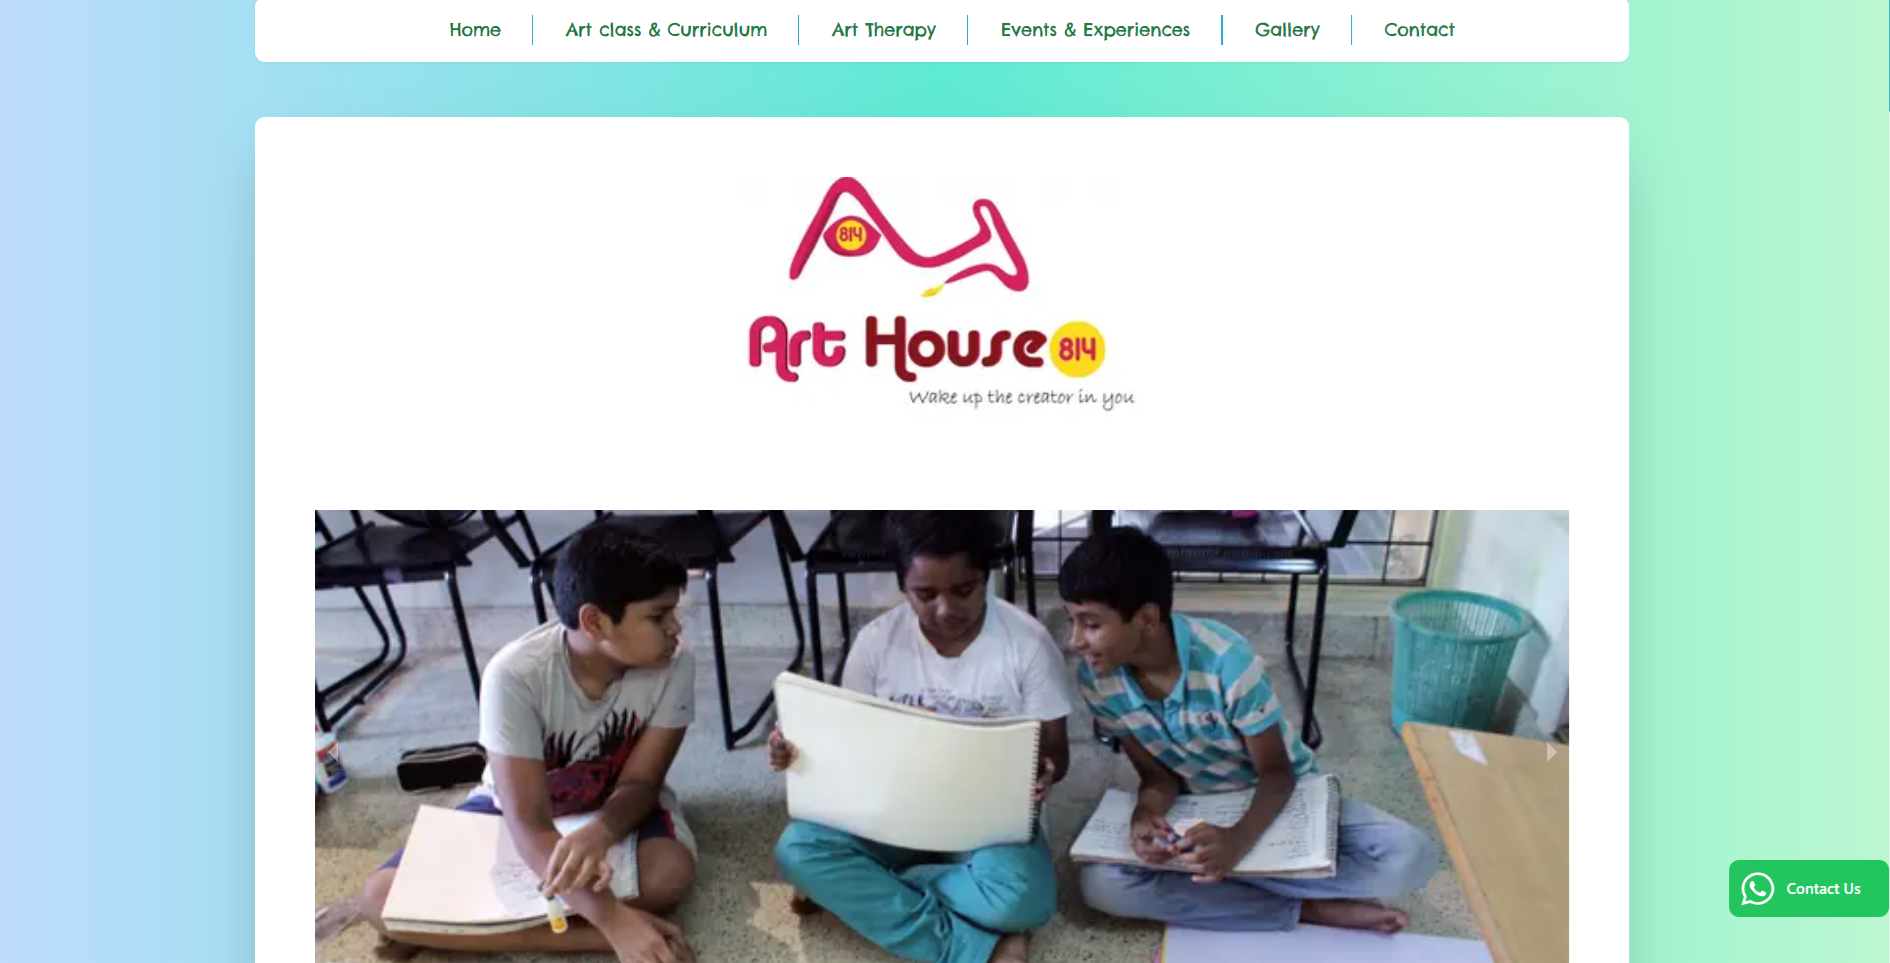 Home
Art class & Curriculum
Art Therapy
Events & Experiences
Gallery
Contact
814
Art House 814
Wake up the creator in you
Contact Us